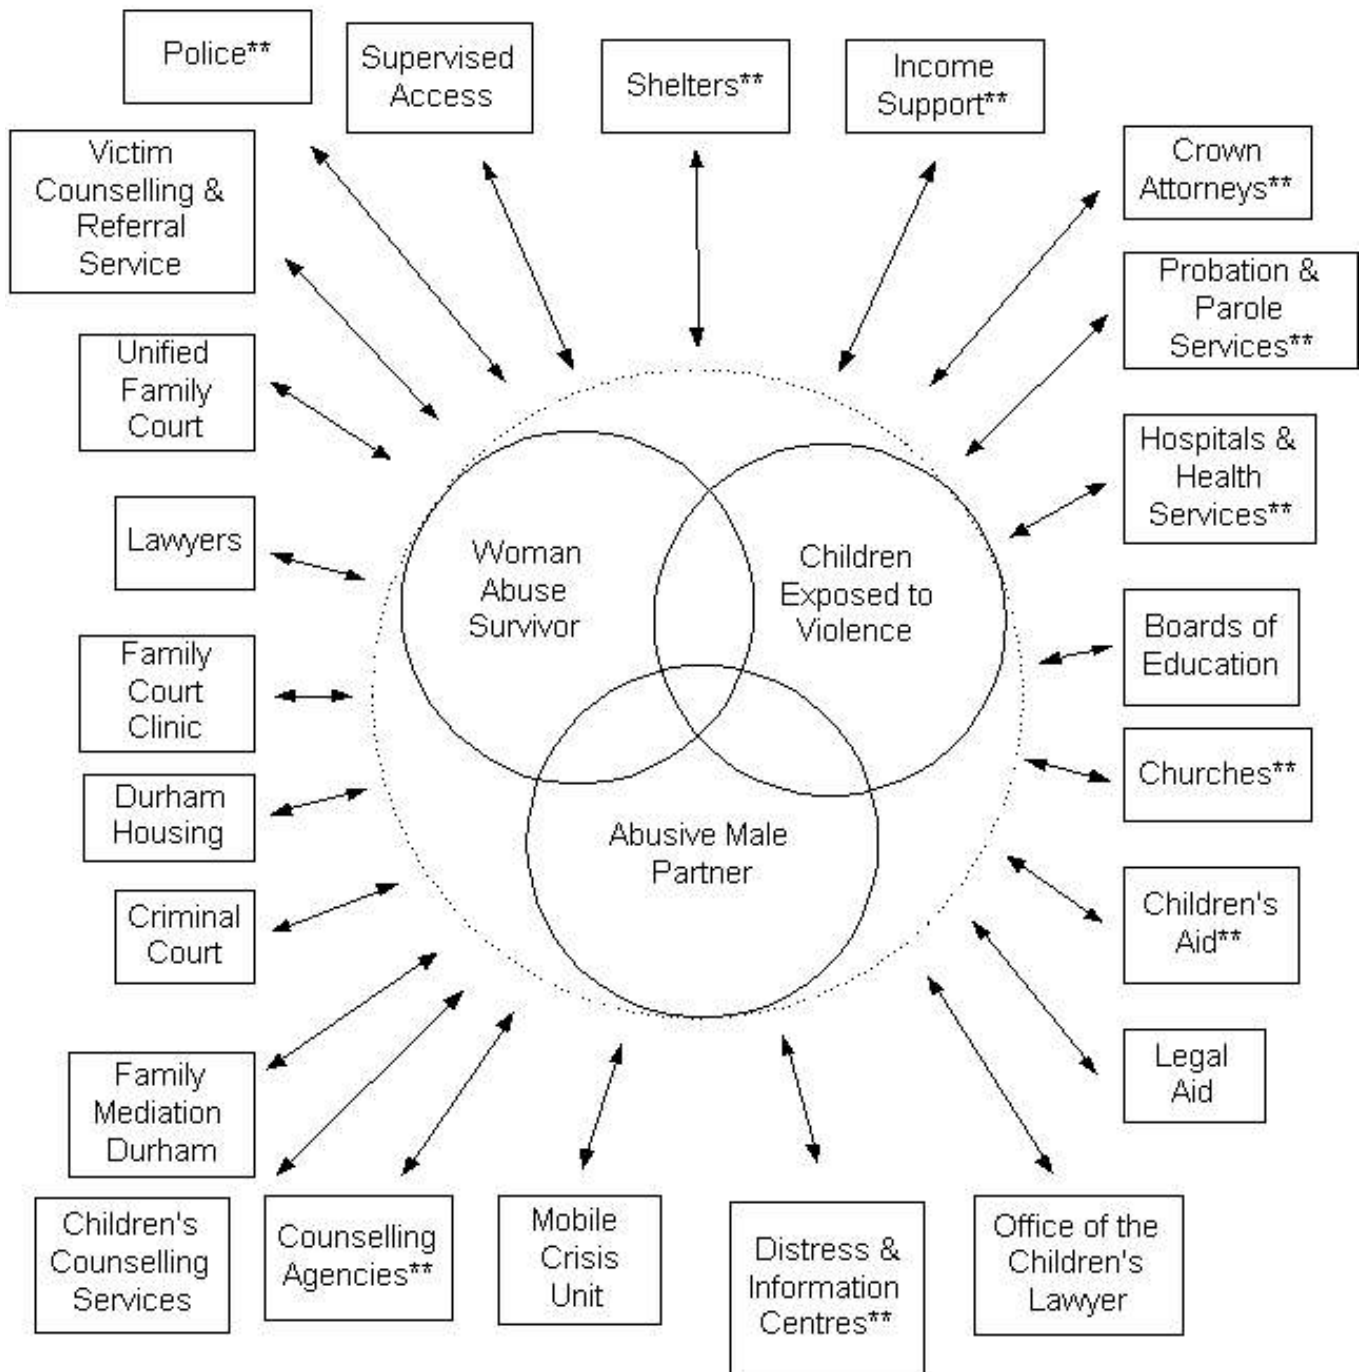 Police**
Supervised
Access
Shelters**
Income
Support**
Crown
Attorneys**
Victim
Counselling &
Referral
Service
Probation &
Parole
Services**
Unified
Family
Court
Hospitals &
Health
Services**
Lawyers
Woman
Abuse
Survivor
Children
Exposed to
Violence
Boards of
Education
Family
Court
Clinic
Churches**
Durham
Housing
Abusive Male
Partner
Children's
Aid**
Criminal
Court
Legal
Aid
Family
Mediation
Durham
Children's
Counselling
Services
Counselling
Agencies**
Mobile
Crisis
Unit
Distress &
Information
Centres**
Office of the
Children's
Lawyer